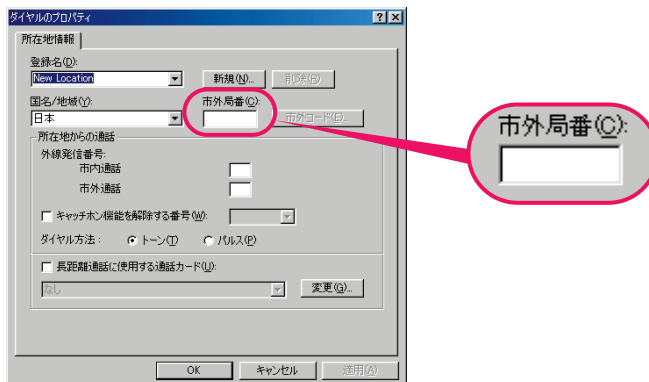 ダイヤルのプロパティ
所在地情報
登録名(D):
New Location
新規(N)...
削除(R)
国名/地域(Y):
市外局番(C):
日本
市外コード(E)...
市外局番(C):
所在地からの通話
外線発信番号:
市内通話
市外通話
キャッチホン機能を解除する番号(W):
ダイヤル方法:
トーン(T)
パルス(P)
長距離通話に使用する通話カード(U):
なし
変更(G)...
OK
キャンセル
適用(A)